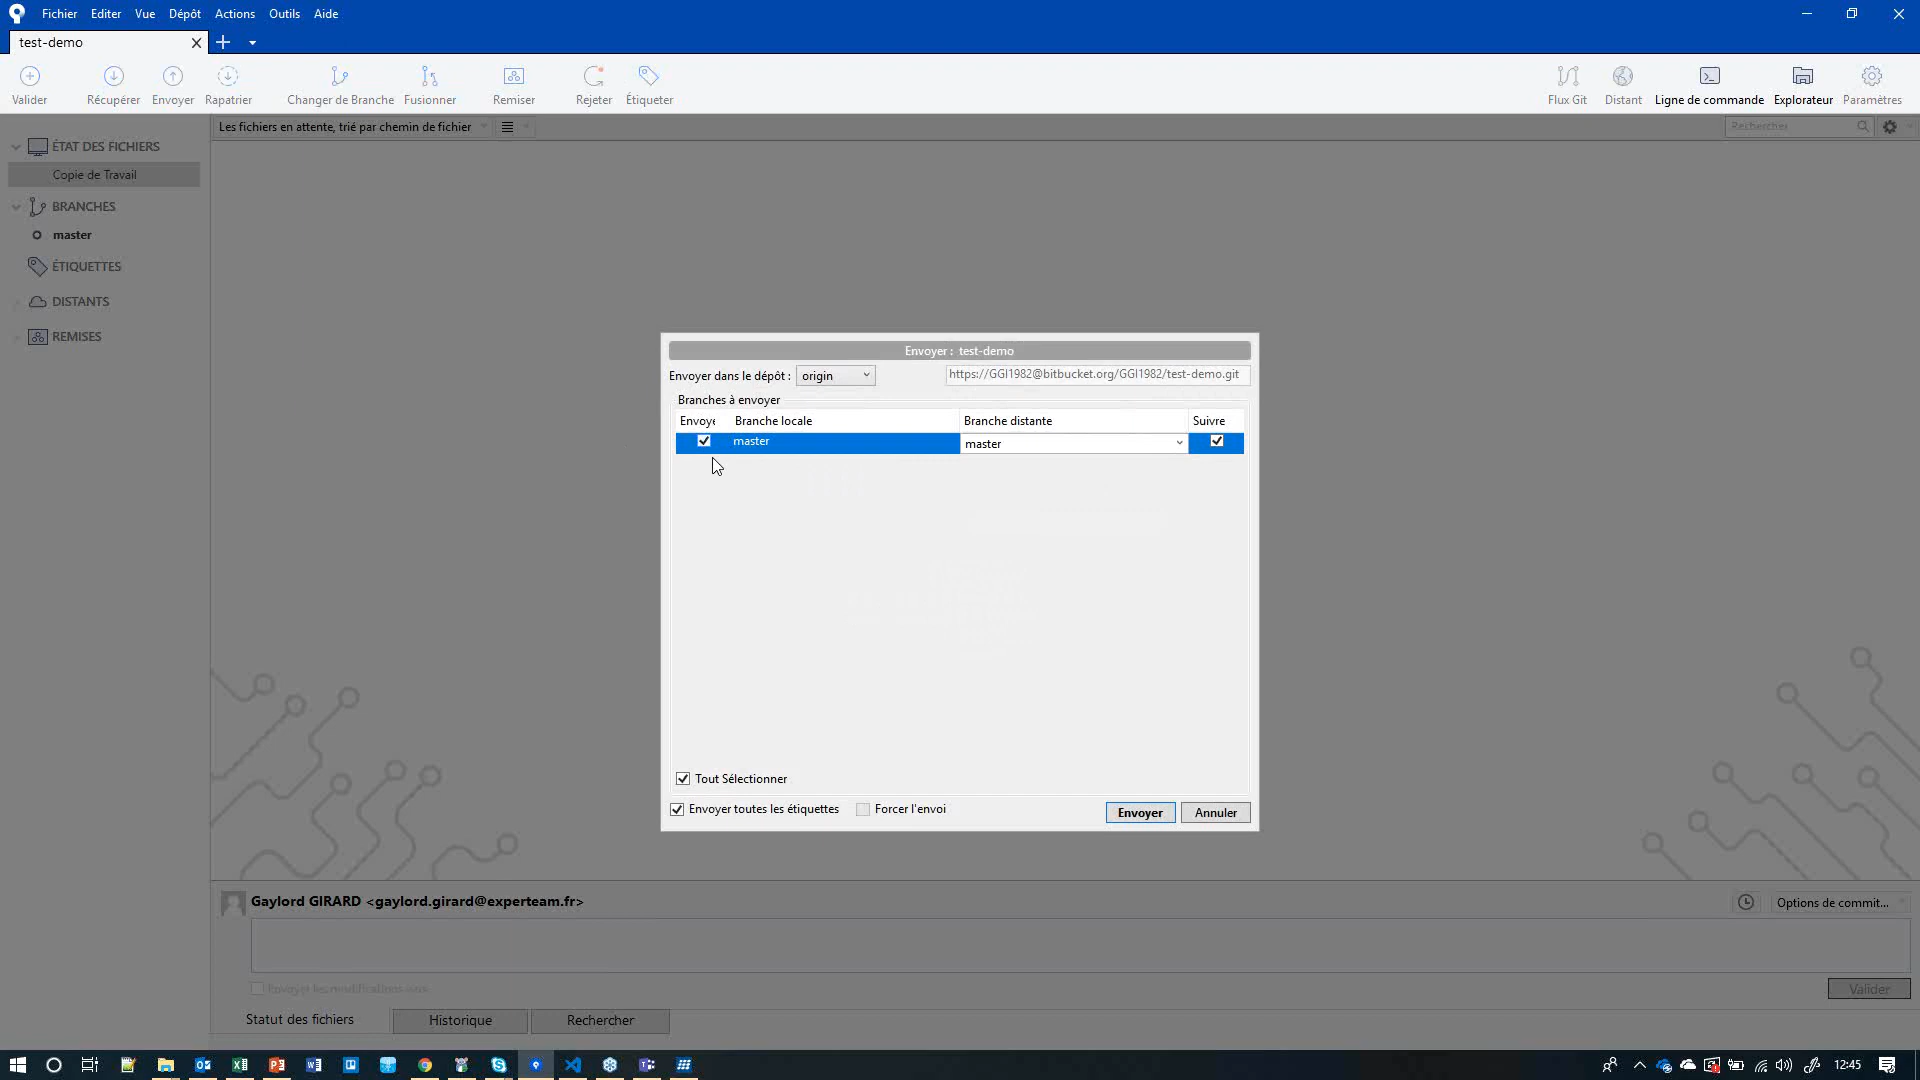 Fichier Editer Vue Dépôt Actions Outils Aide
test-demo
Valider Récupérer Envoyer Rapatrier Changer de Branche Fusionner Remiser Rejeter Étiqueter Flux Git Distant Ligne de commande Explorateur Paramètres
Les fichiers en attente, trié par chemin de fichier
Rechercher
ÉTAT DES FICHIERS
Copie de Travail
BRANCHES
master
ÉTIQUETTES
DISTANTS
REMISES
Envoyer : test-demo
Envoyer dans le dépôt : origin https://GGI1982@bitbucket.org/GGI1982/test-demo.git
Branches à envoyer
Envoye Branche locale Branche distante Suivre
master master
Tout Sélectionner
Envoyer toutes les étiquettes Forcer l'envoi Envoyer Annuler
Gaylord GIRARD <gaylord.girard@experteam.fr>
Options de commit...
Envoyer les modifications vers
Valider
Statut des fichiers Historique Rechercher
12:45